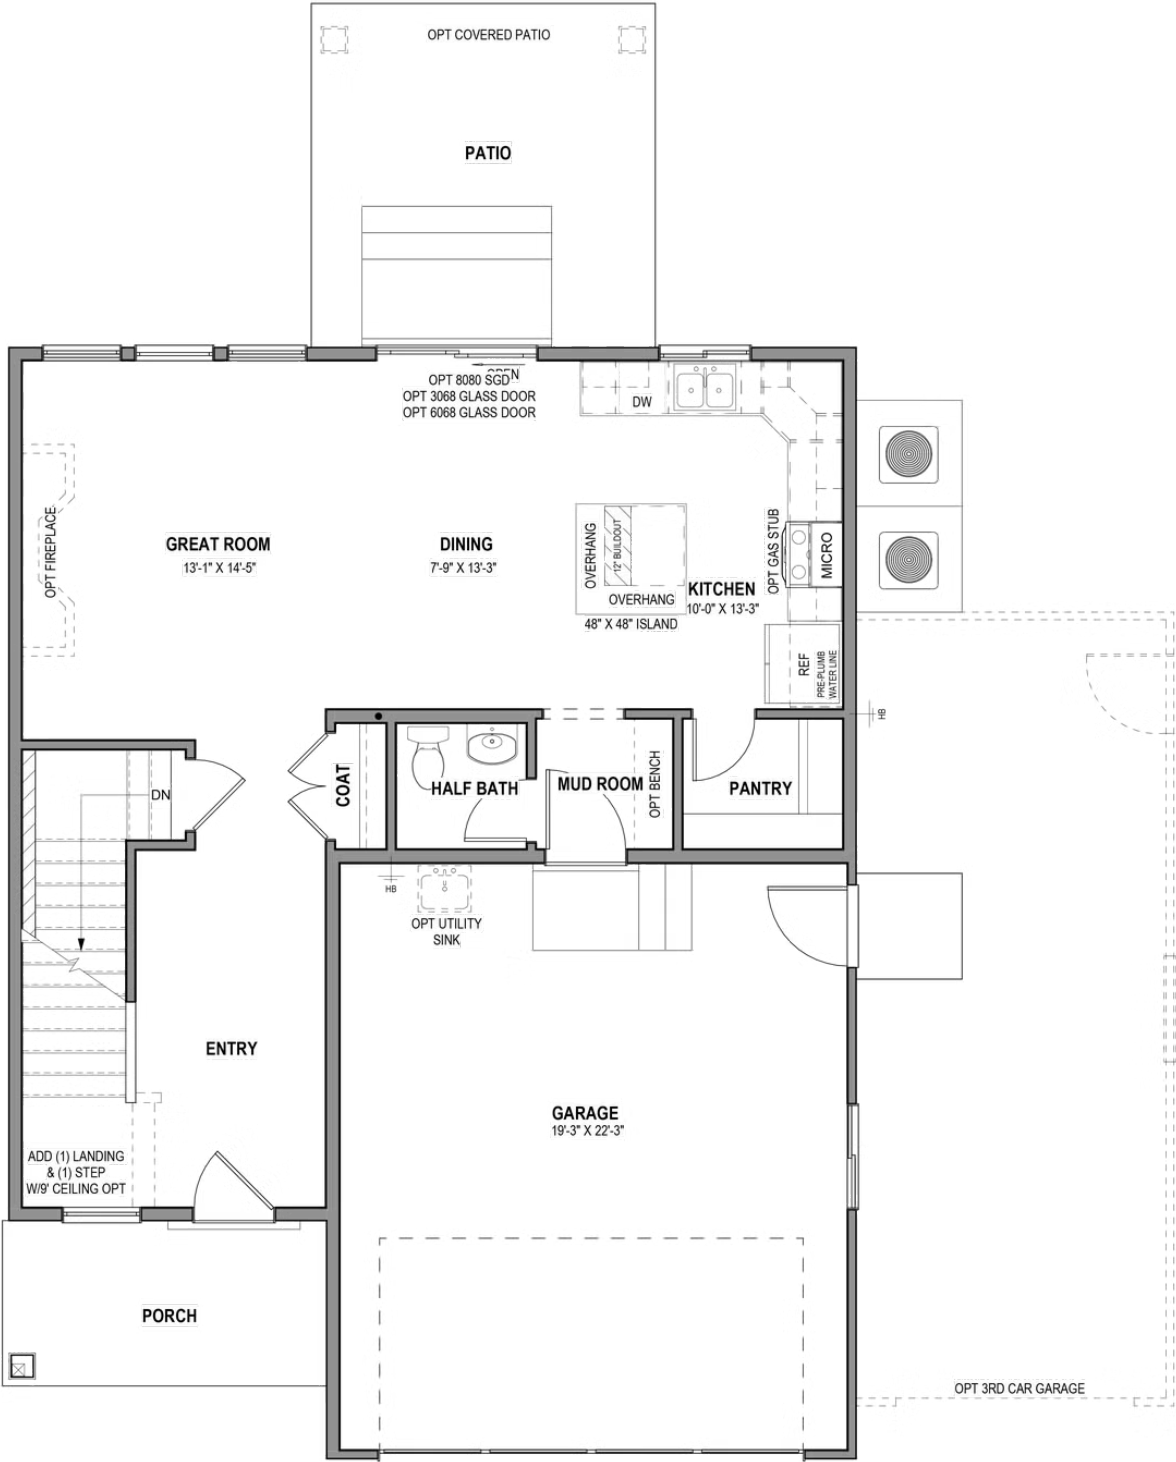 OPT COVERED PATIO
PATIO
OPEN
OPT 8080 SGD
OPT 3068 GLASS DOOR
OPT 6068 GLASS DOOR
DW
OPT FIREPLACE
GREAT ROOM
13'-1" X 14'-5"
DINING
7'-9" X 13'-3"
OVERHANG
12" BUILDOUT
OVERHANG
48" X 48" ISLAND
KITCHEN
10'-0" X 13'-3"
OPT GAS STUB
MICRO
REF
PRE-PLUMB
WATER LINE
HB
DN
COAT
HALF BATH
MUD ROOM
OPT BENCH
PANTRY
HB
OPT UTILITY
SINK
ENTRY
GARAGE
19'-3" X 22'-3"
ADD (1) LANDING
& (1) STEP
W/9' CEILING OPT
PORCH
OPT 3RD CAR GARAGE